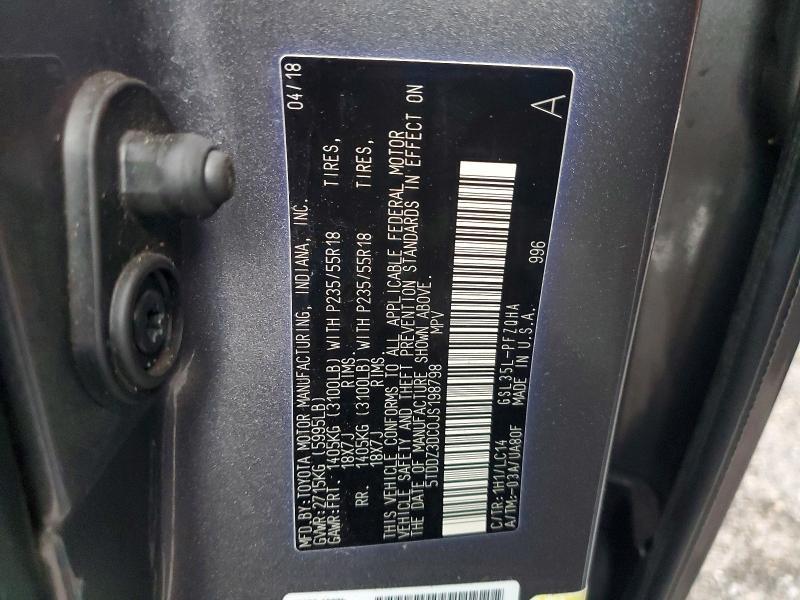 MFD.BY:TOYOTA MOTOR MANUFACTURING, INDIANA, INC. 04/18
GVWR:2715KG (5995LB)
GAWR:FRT. 1405KG (3100LB) WITH P235/55R18 TIRES,
18X7J RIMS.
RR. 1405KG (3100LB) WITH P235/55R18 TIRES,
18X7J RIMS.
THIS VEHICLE CONFORMS TO ALL APPLICABLE FEDERAL MOTOR
VEHICLE SAFETY AND THEFT PREVENTION STANDARDS IN EFFECT ON
THE DATE OF MANUFACTURE SHOWN ABOVE.
5TDDZ3DC0JS198798 MPV
C/TR:1H1/LC14 GSL35L-PFZQHA 996 A
A/TM:-03A/UA80F MADE IN U.S.A.